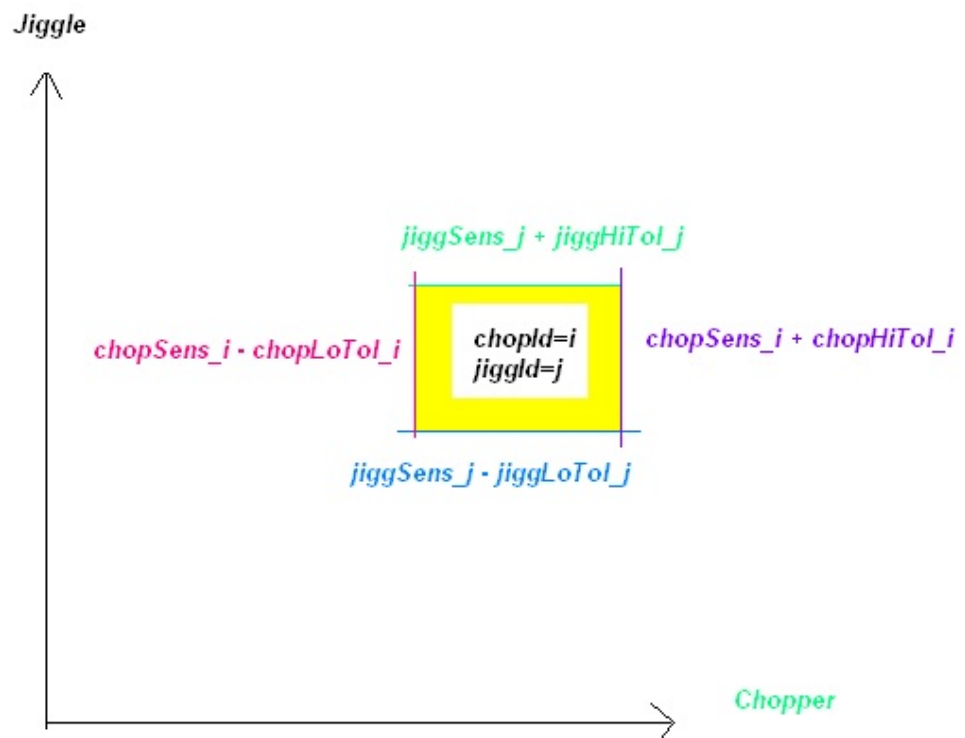 Jiggle
jiggSens_j + jiggHiTol_j
chopSens_i - chopLoTol_i
chopId=i
jiggId=j
chopSens_i + chopHiTol_i
jiggSens_j - jiggLoTol_j
Chopper